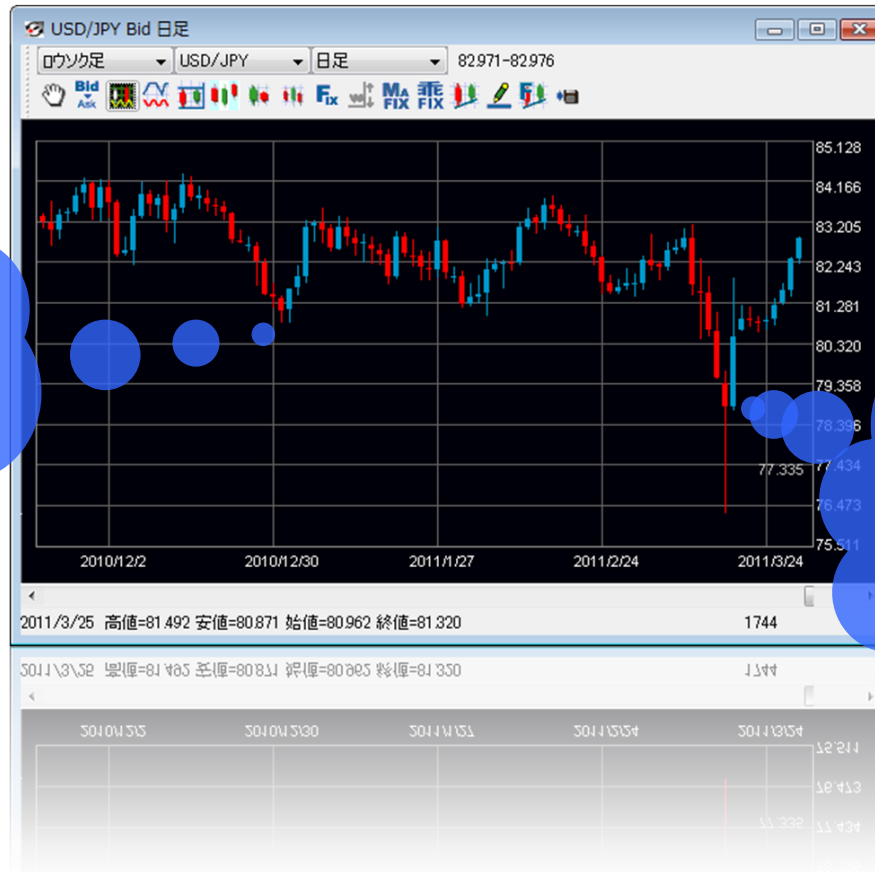 USD/JPY Bid 日足
ロウソク足 USD/JPY 日足 82.971-82.976
Bid
Ask
Fix
MA
FIX
乖
FIX
85.128
84.166
83.205
82.243
81.281
80.320
79.358
78.396
77.335 77.434
76.473
75.511
2010/12/2 2010/12/30 2011/1/27 2011/2/24 2011/3/24
2011/3/25 高値=81.492 安値=80.871 始値=80.962 終値=81.320 1744